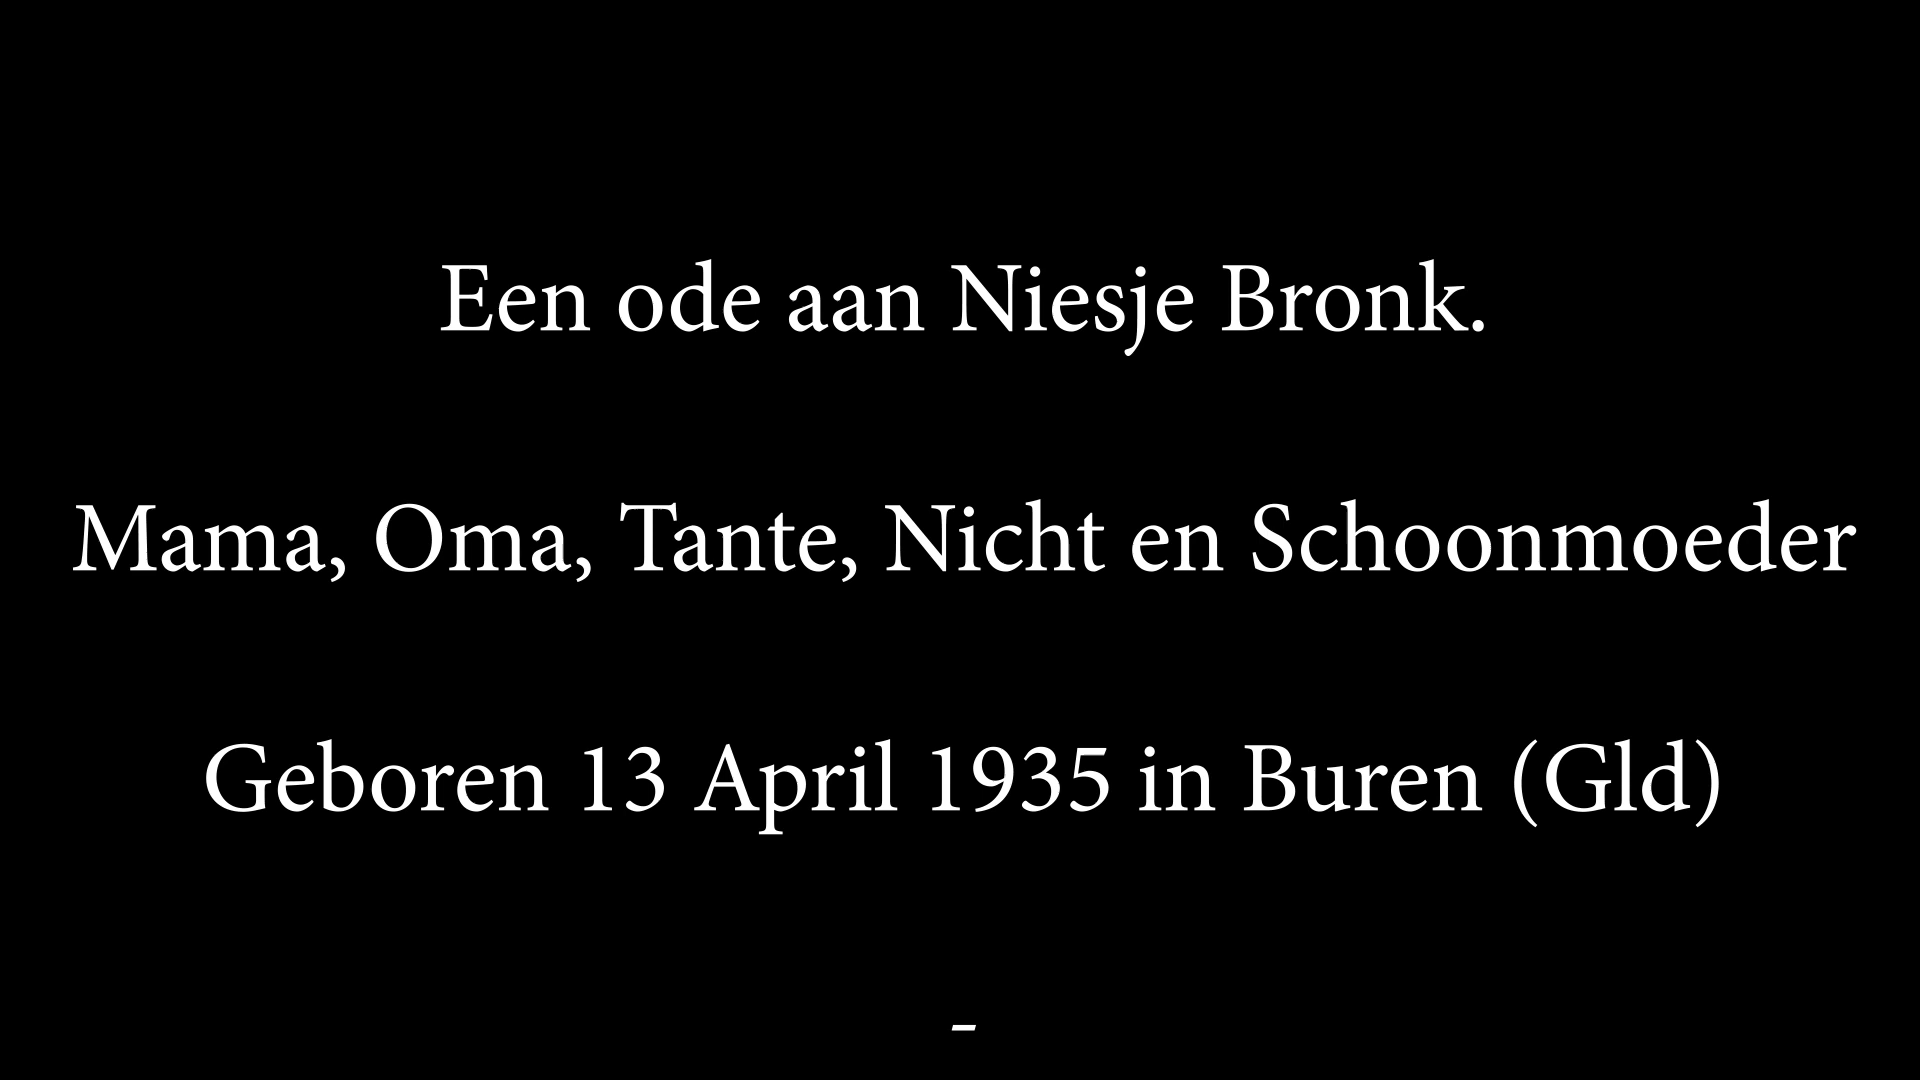 Een ode aan Niesje Bronk.
Mama, Oma, Tante, Nicht en Schoonmoeder
Geboren 13 April 1935 in Buren (Gld)
-